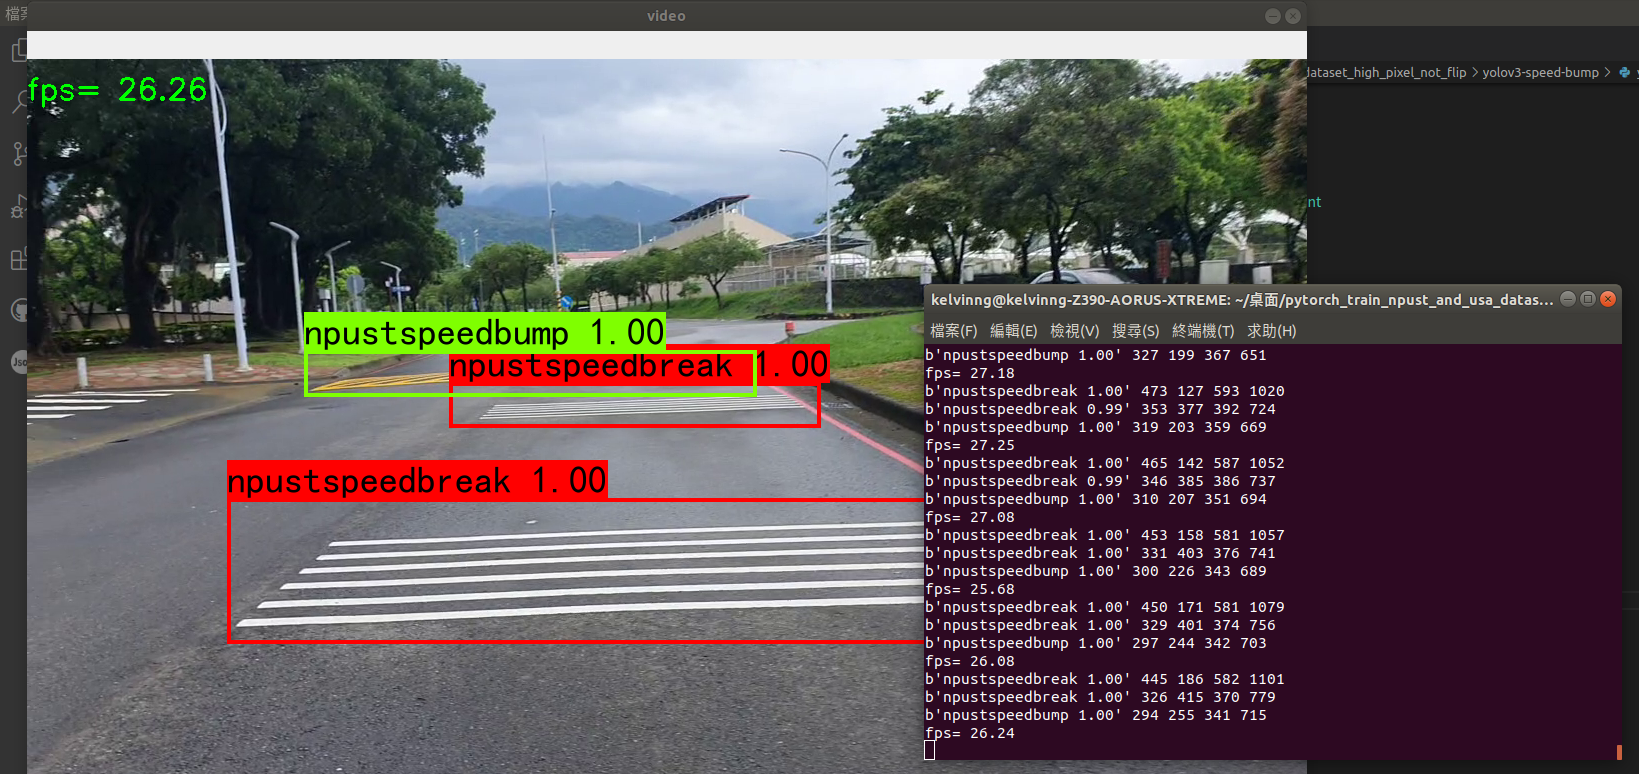 檔案
video
fps= 26.26
npustspeedbump 1.00
npustspeedbreak 1.00
npustspeedbreak 1.00
dataset_high_pixel_not_flip > yolov3-speed-bump >
nt
kelvinng@kelvinng-Z390-AORUS-XTREME: ~/桌面/pytorch_train_npust_and_usa_datas...
檔案(F) 編輯(E) 檢視(V) 搜尋(S) 終端機(T) 求助(H)
b'npustspeedbump 1.00' 327 199 367 651
fps= 27.18
b'npustspeedbreak 1.00' 473 127 593 1020
b'npustspeedbreak 0.99' 353 377 392 724
b'npustspeedbump 1.00' 319 203 359 669
fps= 27.25
b'npustspeedbreak 1.00' 465 142 587 1052
b'npustspeedbreak 0.99' 346 385 386 737
b'npustspeedbump 1.00' 310 207 351 694
fps= 27.08
b'npustspeedbreak 1.00' 453 158 581 1057
b'npustspeedbreak 1.00' 331 403 376 741
b'npustspeedbump 1.00' 300 226 343 689
fps= 25.68
b'npustspeedbreak 1.00' 450 171 581 1079
b'npustspeedbreak 1.00' 329 401 374 756
b'npustspeedbump 1.00' 297 244 342 703
fps= 26.08
b'npustspeedbreak 1.00' 445 186 582 1101
b'npustspeedbreak 1.00' 326 415 370 779
b'npustspeedbump 1.00' 294 255 341 715
fps= 26.24